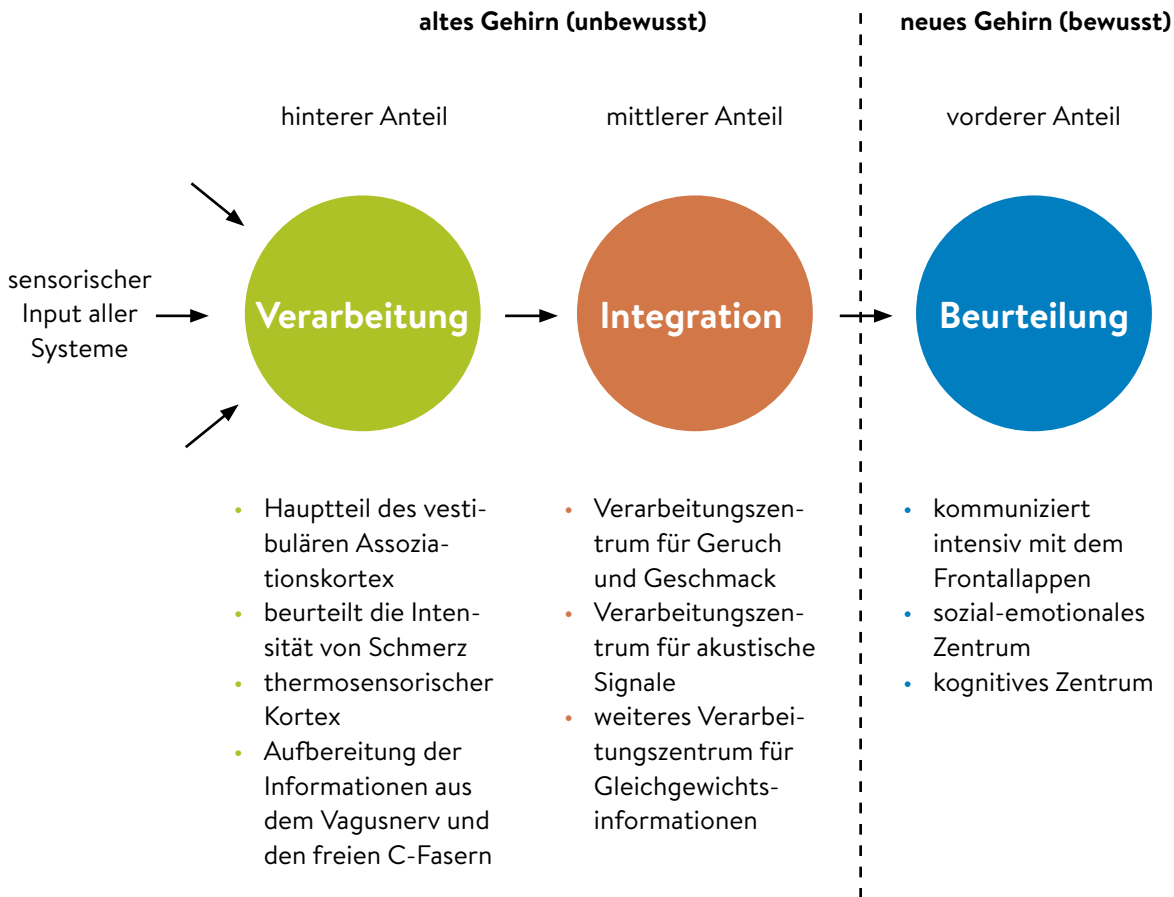 altes Gehirn (unbewusst)
neues Gehirn (bewusst)
hinterer Anteil
mittlerer Anteil
vorderer Anteil
sensorischer
Input aller
Systeme
Verarbeitung
Integration
Beurteilung
• Hauptteil des vesti-
bulären Assozia-
tionskortex
• beurteilt die Inten-
sität von Schmerz
• thermosensorischer
Kortex
• Aufbereitung der
Informationen aus
dem Vagusnerv und
den freien C-Fasern
• Verarbeitungszen-
trum für Geruch
und Geschmack
• Verarbeitungszen-
trum für akustische
Signale
• weiteres Verarbei-
tungszentrum für
Gleichgewichts-
informationen
• kommuniziert
intensiv mit dem
Frontallappen
• sozial-emotionales
Zentrum
• kognitives Zentrum